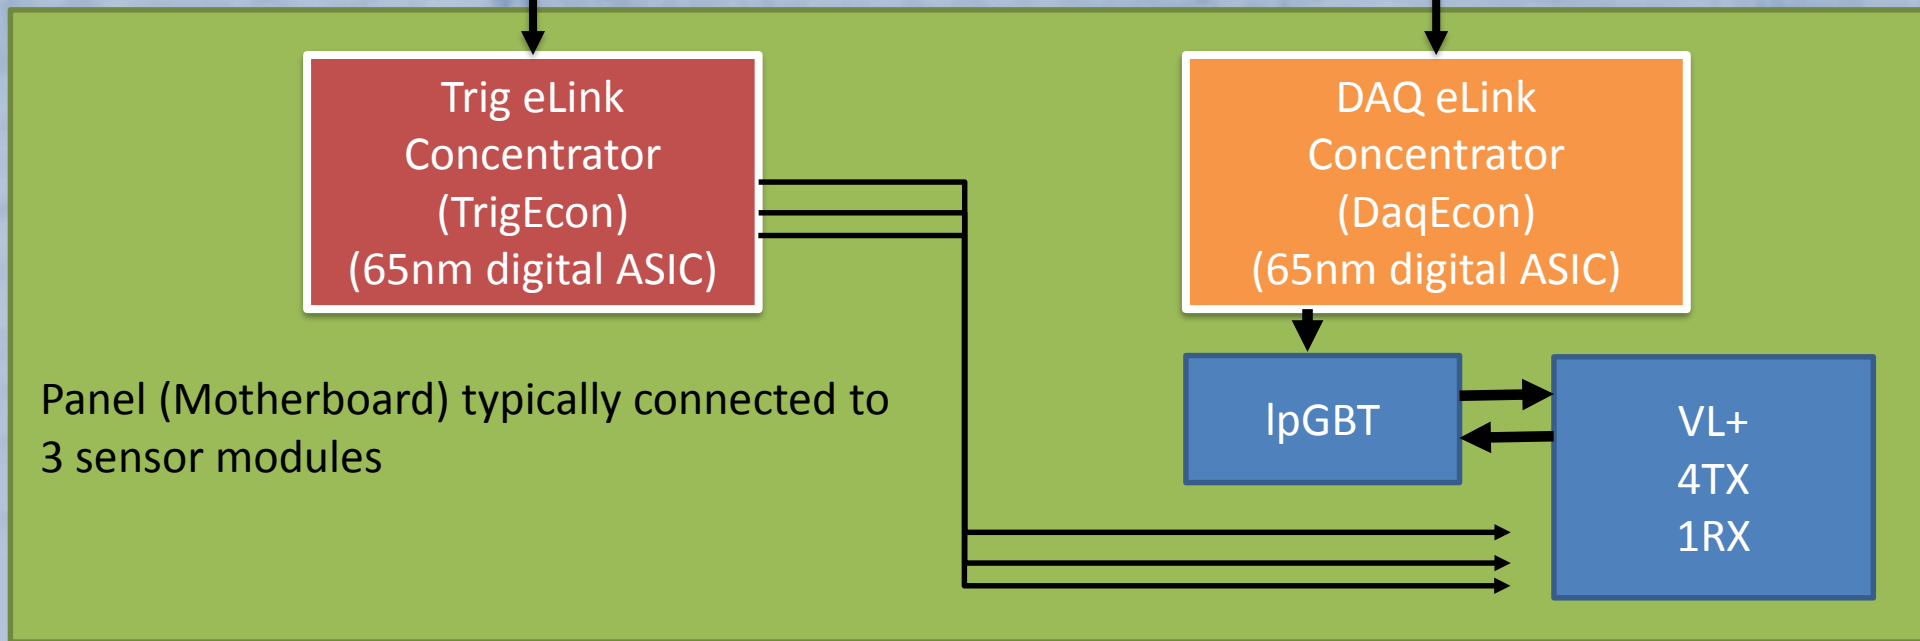 Trig eLink
Concentrator
(TrigEcon)
(65nm digital ASIC)
DAQ eLink
Concentrator
(DaqEcon)
(65nm digital ASIC)
Panel (Motherboard) typically connected to
3 sensor modules
lpGBT
VL+
4TX
1RX